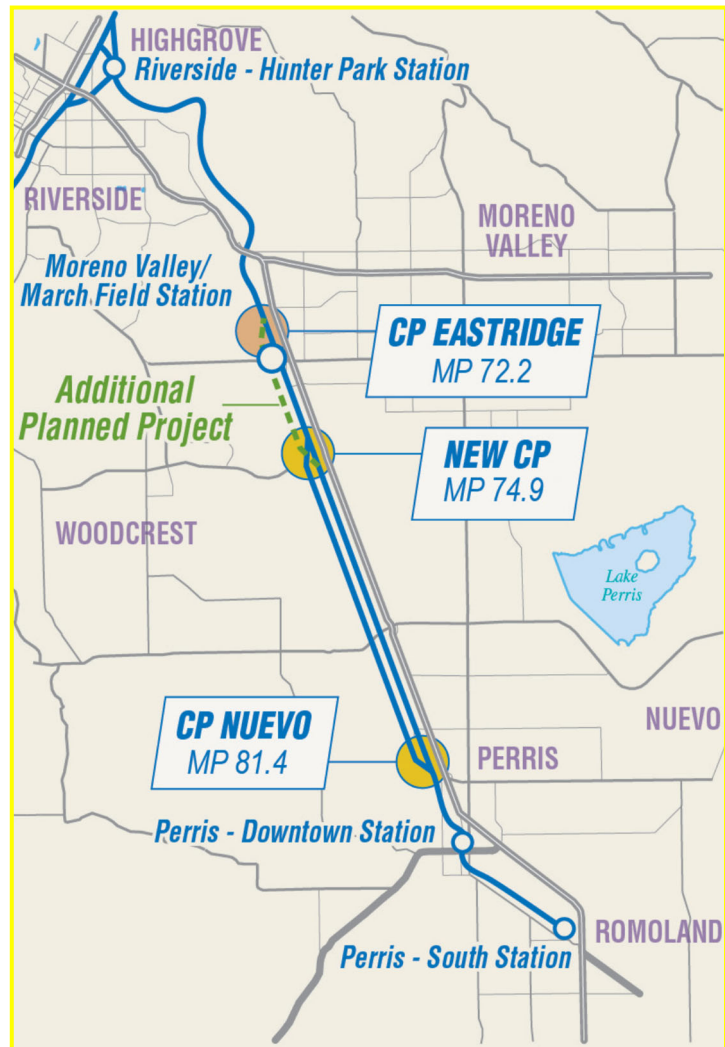 HIGHGROVE
Riverside - Hunter Park Station
RIVERSIDE
MORENO
VALLEY
Moreno Valley/
March Field Station
CP EASTRIDGE
MP 72.2
Additional
Planned Project
NEW CP
MP 74.9
WOODCREST
Lake
Perris
NUEVO
CP NUEVO
MP 81.4
PERRIS
Perris - Downtown Station
ROMOLAND
Perris - South Station